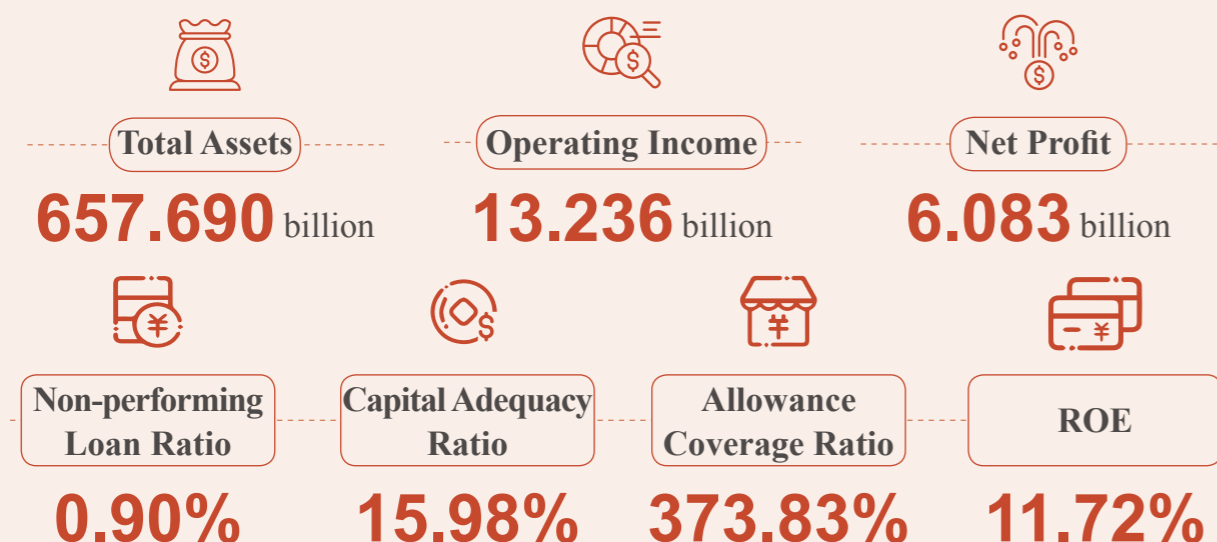 Total Assets
Operating Income
Net Profit
657.690 billion
13.236 billion
6.083 billion
Non-performing
Loan Ratio
Capital Adequacy
Ratio
Allowance
Coverage Ratio
ROE
0.90%
15.98%
373.83%
11.72%